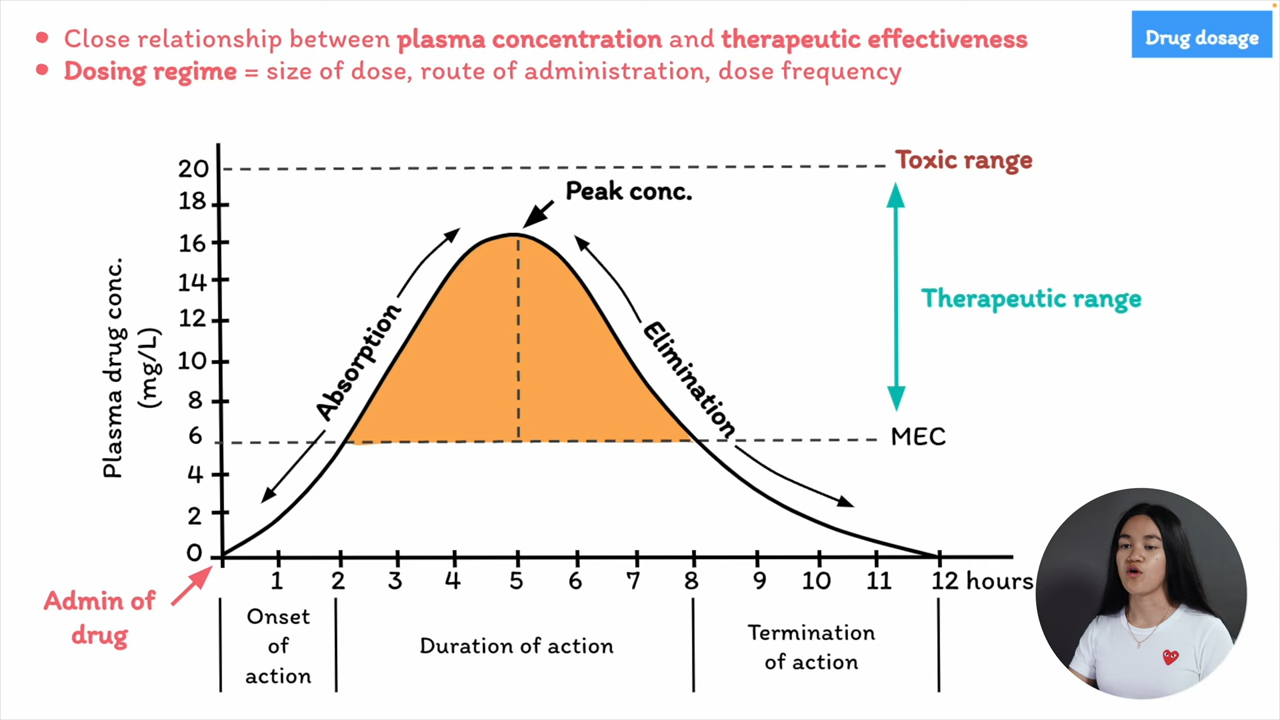 Close relationship between plasma concentration and therapeutic effectiveness
Dosing regime = size of dose, route of administration, dose frequency
Drug dosage
Plasma drug conc.
(mg/L)
20
18
16
14
12
10
8
6
4
2
0
Toxic range
Peak conc.
Therapeutic range
Absorption
Elimination
MEC
1 2 3 4 5 6 7 8 9 10 11 12 hours
Admin of
drug
Onset
of
action
Duration of action
Termination
of action